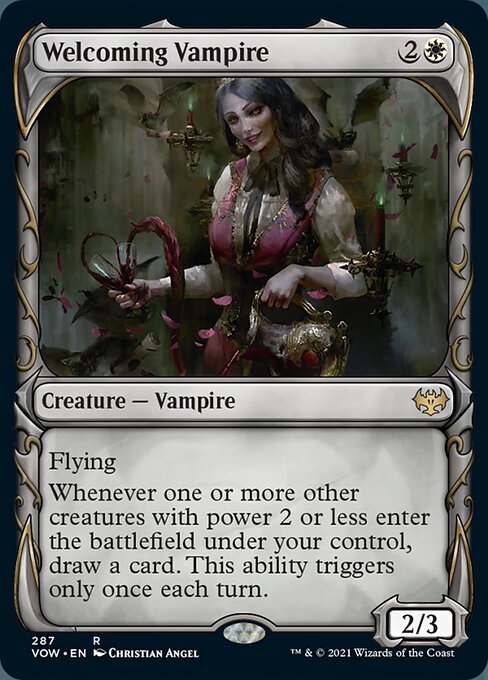 Welcoming Vampire 2
Creature — Vampire
Flying
Whenever one or more other
creatures with power 2 or less enter
the battlefield under your control,
draw a card. This ability triggers
only once each turn.
2/3
287 R
VOW • EN Christian Angel ™ & © 2021 Wizards of the Coast